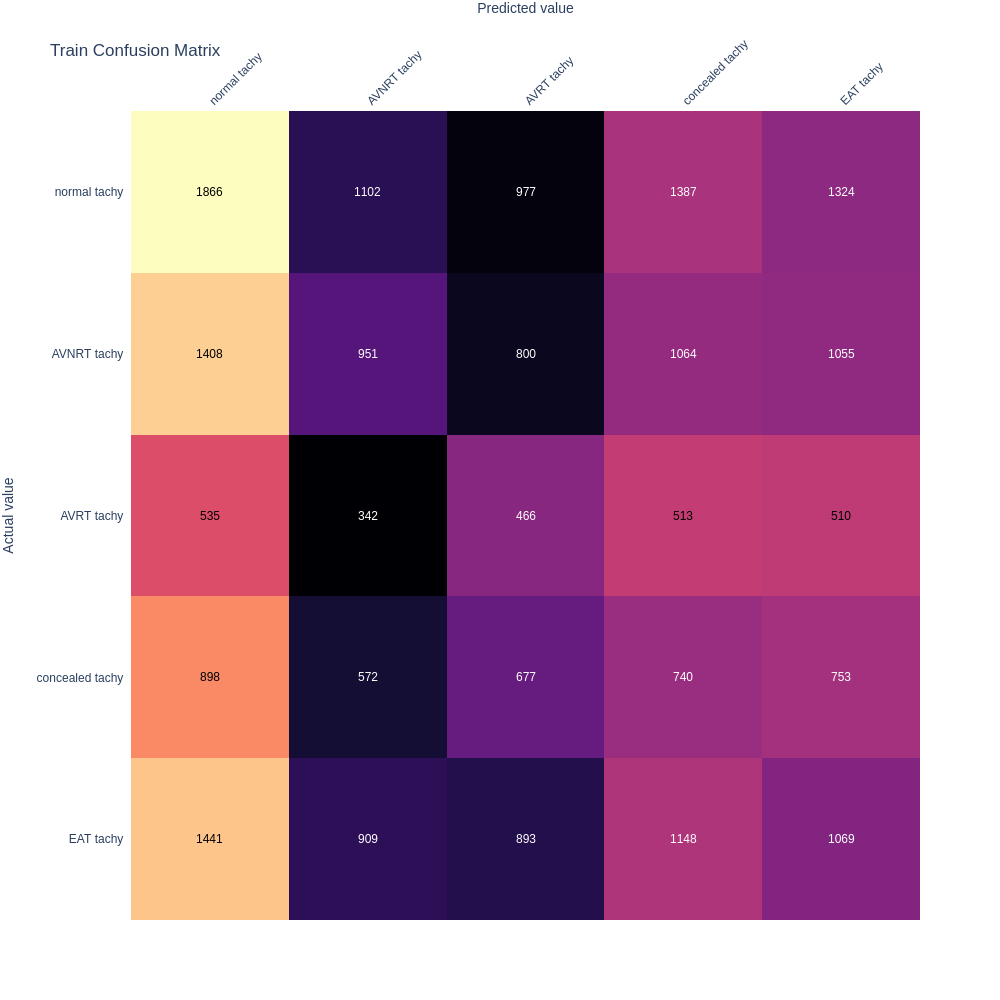 Predicted value
Train Confusion Matrix
normal tachy AVNRT tachy AVRT tachy concealed tachy EAT tachy
normal tachy 1866 1102 977 1387 1324
AVNRT tachy 1408 951 800 1064 1055
AVRT tachy 535 342 466 513 510
concealed tachy 898 572 677 740 753
EAT tachy 1441 909 893 1148 1069
Actual value